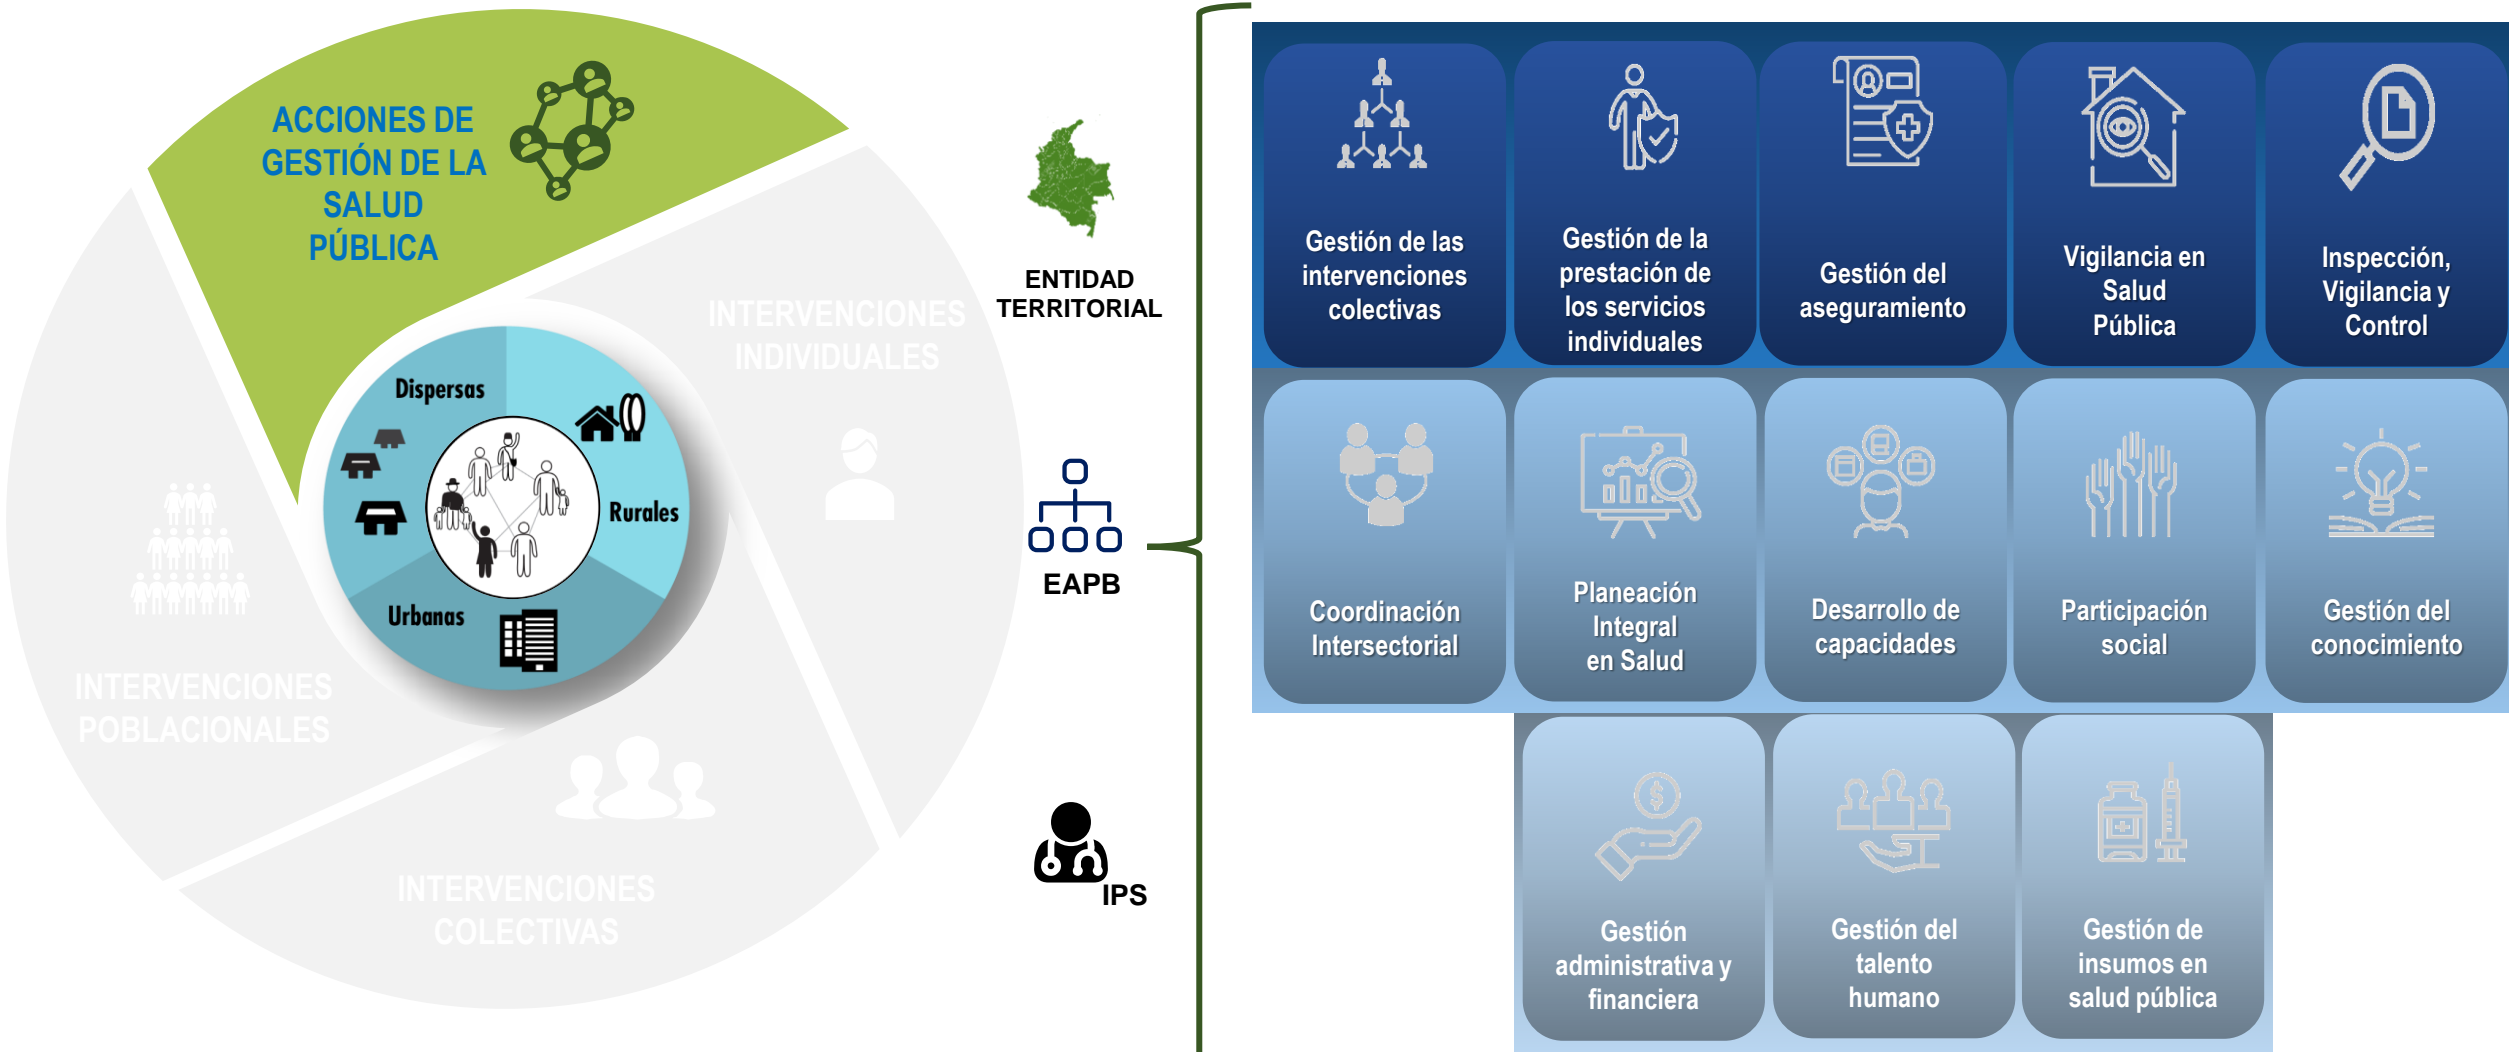 ACCIONES DE
GESTIÓN DE LA
SALUD
PÚBLICA
INTERVENCIONES
INDIVIDUALES
Dispersas
Rurales
Urbanas
INTERVENCIONES
POBLACIONALES
INTERVENCIONES
COLECTIVAS
ENTIDAD
TERRITORIAL
EAPB
IPS
Gestión de las
intervenciones
colectivas
Gestión de la
prestación de
los servicios
individuales
Gestión del
aseguramiento
Vigilancia en
Salud
Pública
Inspección,
Vigilancia y
Control
Coordinación
Intersectorial
Planeación
Integral
en Salud
Desarrollo de
capacidades
Participación
social
Gestión del
conocimiento
Gestión
administrativa y
financiera
Gestión del
talento
humano
Gestión de
insumos en
salud pública